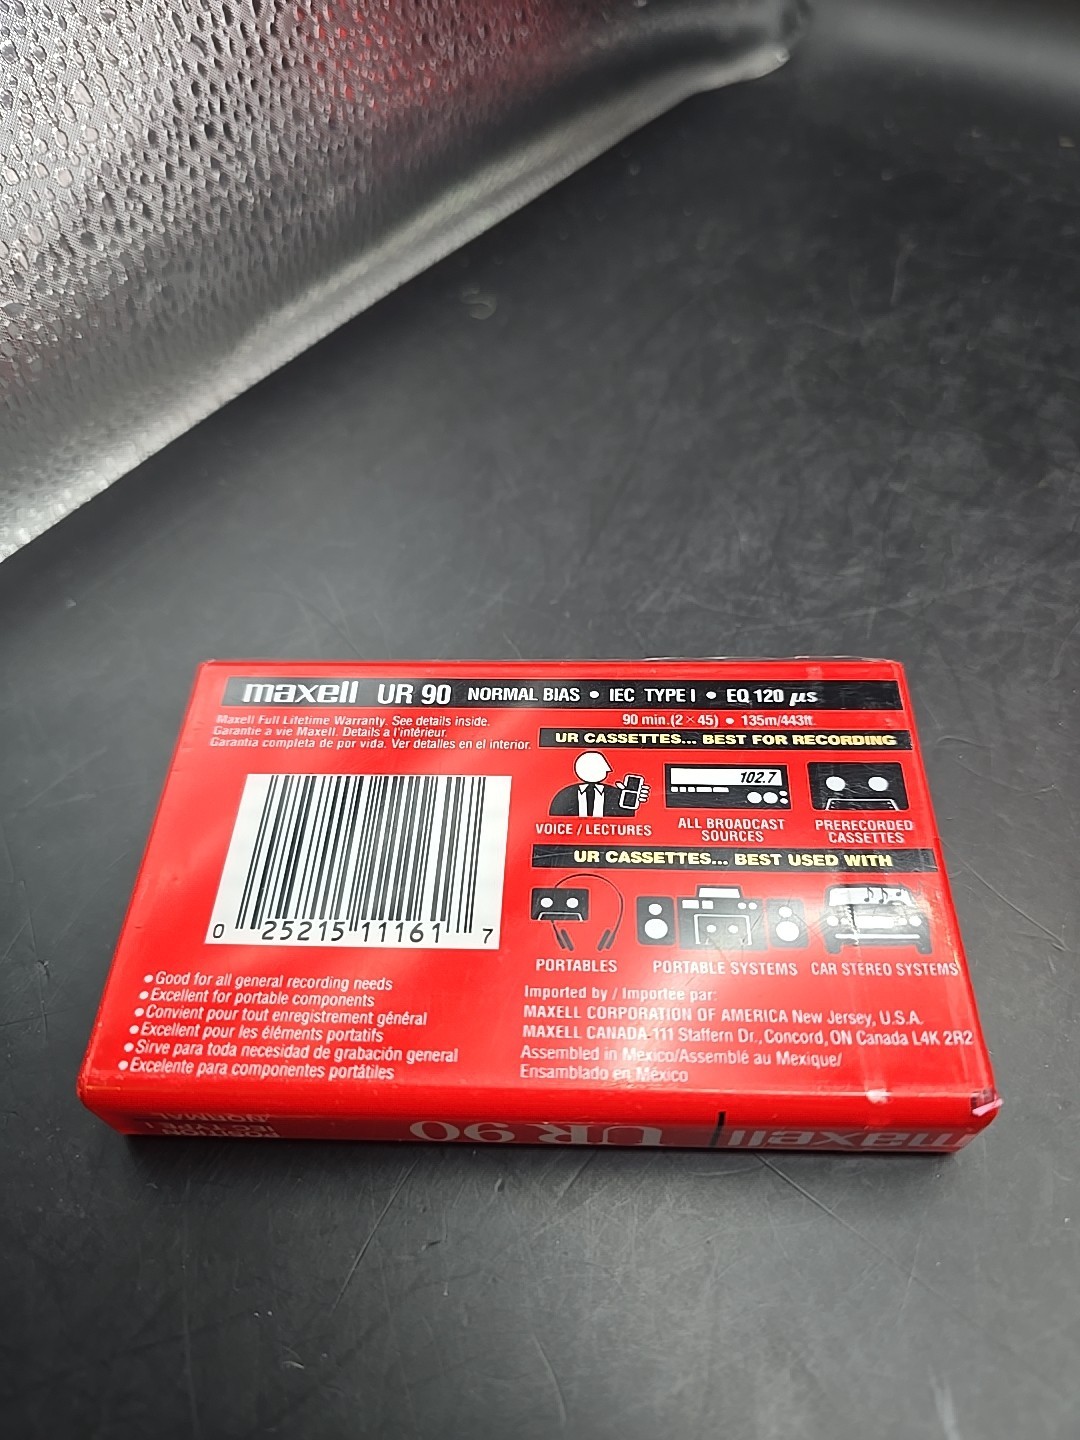 maxell UR 90 NORMAL BIAS • IEC TYPE I • EQ 120 µs
90 min.(2 × 45) • 135m/443ft.
Maxell Full Lifetime Warranty. See details inside.
Garantie a vie Maxell. Details a l'intérieur.
Garantia completa de por vida. Ver detalles en el interior.
UR CASSETTES... BEST FOR RECORDING
102.7
VOICE / LECTURES
ALL BROADCAST
SOURCES
PRERECORDED
CASSETTES
UR CASSETTES... BEST USED WITH
PORTABLES
PORTABLE SYSTEMS
CAR STEREO SYSTEMS
0 25215 11161 7
• Good for all general recording needs
• Excellent for portable components
• Convient pour tout enregistrement général
• Excellent pour les éléments portatifs
• Sirve para toda necesidad de grabación general
• Excelente para componentes portátiles
Imported by / Importee par:
MAXELL CORPORATION OF AMERICA New Jersey, U.S.A.
MAXELL CANADA-111 Staffern Dr., Concord, ON Canada L4K 2R2
Assembled in Mexico/Assemblé au Mexique/
Ensamblado en México
maxell UR 90
POSITION
IEC TYPE I
NORMAL